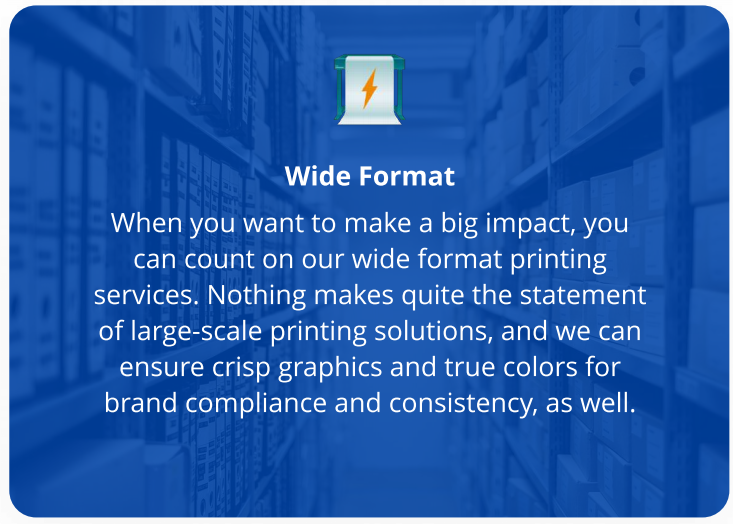 Wide Format
When you want to make a big impact, you
can count on our wide format printing
services. Nothing makes quite the statement
of large-scale printing solutions, and we can
ensure crisp graphics and true colors for
brand compliance and consistency, as well.